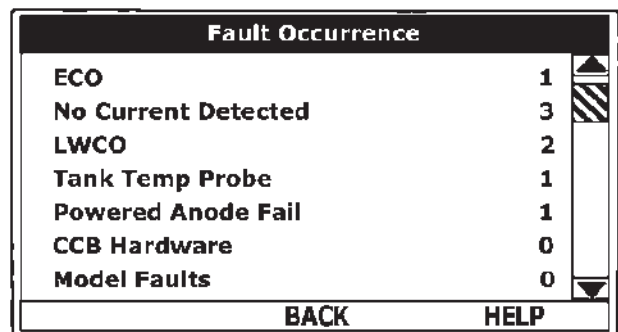 Fault Occurrence
ECO 1
No Current Detected 3
LWCO 2
Tank Temp Probe 1
Powered Anode Fail 1
CCB Hardware 0
Model Faults 0
BACK HELP